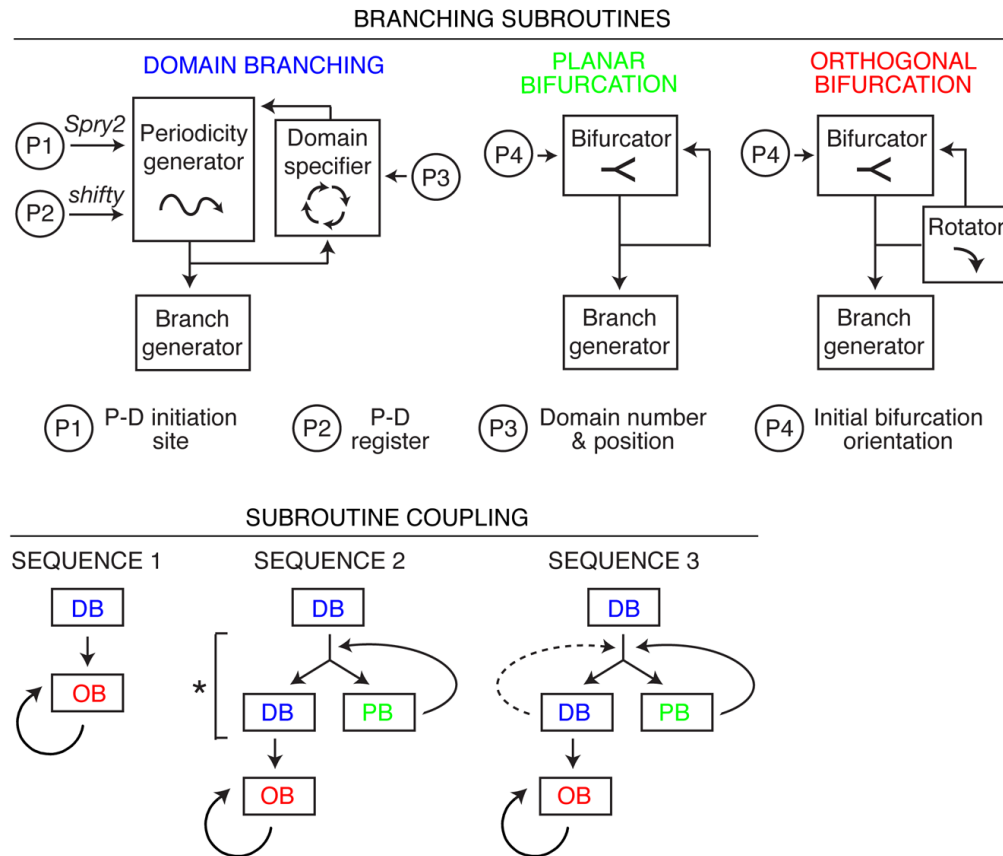 BRANCHING SUBROUTINES
DOMAIN BRANCHING
P1
Spry2
P2
shifty
Periodicity
generator
Domain
specifier
P3
Branch
generator
PLANAR
BIFURCATION
P4
Bifurcator
Branch
generator
ORTHOGONAL
BIFURCATION
P4
Bifurcator
Rotator
Branch
generator
P1 P-D initiation
site
P2 P-D
register
P3 Domain number
& position
P4 Initial bifurcation
orientation
SUBROUTINE COUPLING
SEQUENCE 1
DB
OB
SEQUENCE 2
DB
*
DB PB
OB
SEQUENCE 3
DB
DB PB
OB